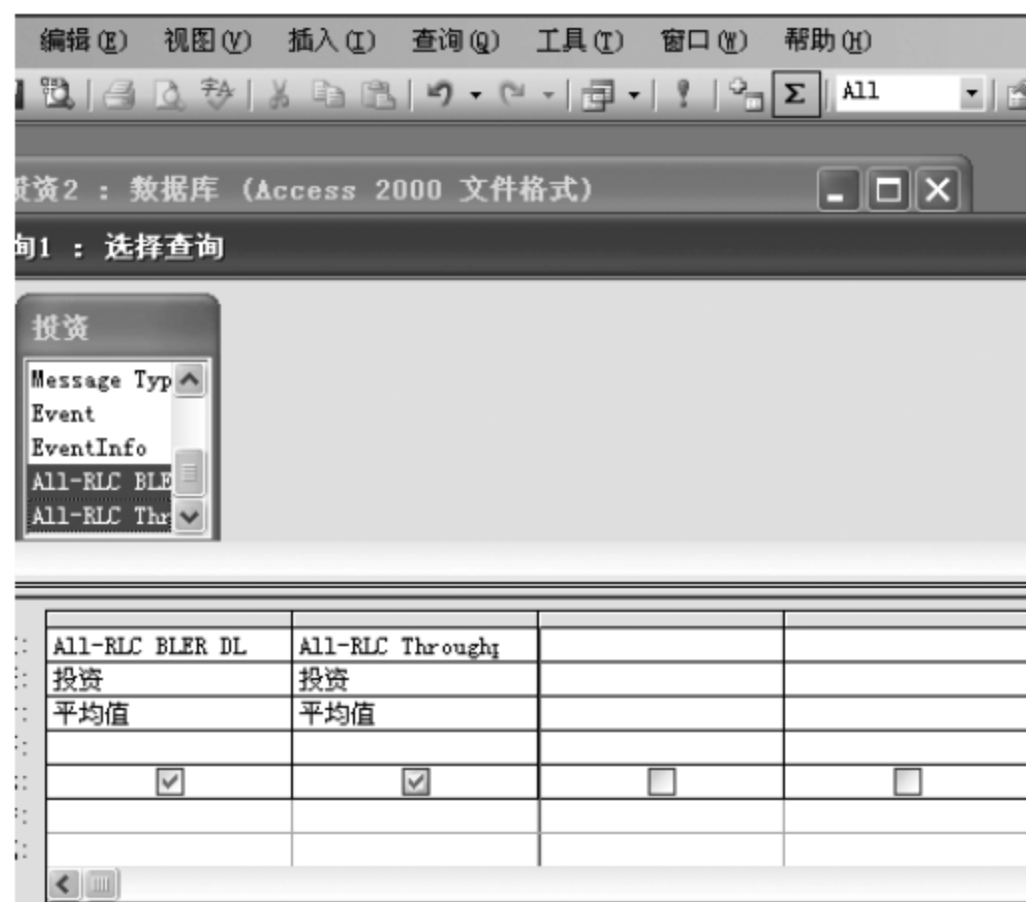 编辑(E) 视图(V) 插入(I) 查询(Q) 工具(T) 窗口(W) 帮助(H)
All
投资2 : 数据库 (Access 2000 文件格式)
询1 : 选择查询
投资
Message Typ
Event
EventInfo
All-RLC BLE
All-RLC Thr
All-RLC BLER DL All-RLC Throughp
投资 投资
平均值 平均值